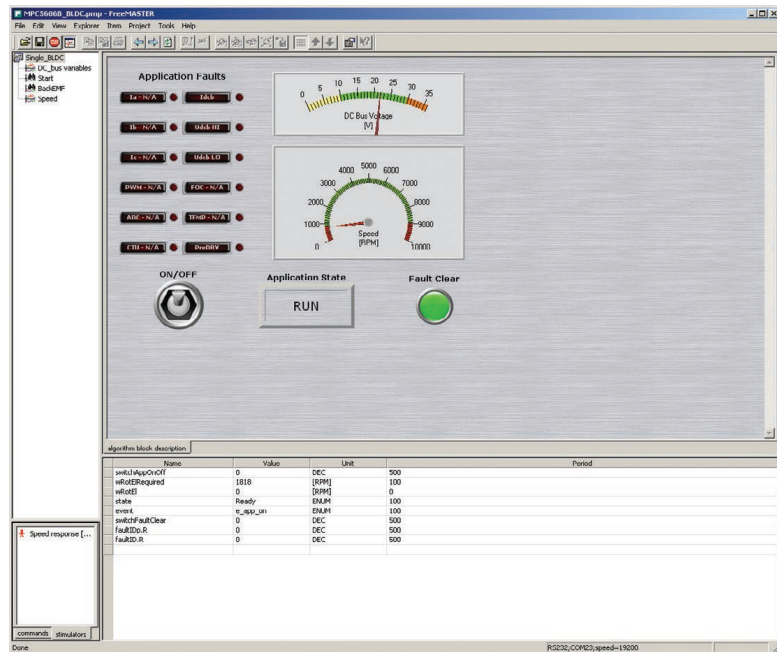 MPC5606B_BLDC.pmp - FreeMASTER
File Edit View Explorer Item Project Tools Help
Single_BLDC
DC_bus variables
Start
BackEMF
Speed
Application Faults
Ia - N/A
Idcb
Ib - N/A
Udcb HI
Ic - N/A
Udcb LO
PWM - N/A
FOC - N/A
ADC - N/A
TEMP - N/A
CTU - N/A
PreDRV
0 5 10 15 20 25 30 35
DC Bus Voltage
[V]
0 1000 2000 3000 4000 5000 6000 7000 8000 9000 10000
Speed
[RPM]
ON/OFF
Application State
RUN
Fault Clear
algorithm block description
Name Value Unit Period
switchAppOnOff 0 DEC 500
wRotElRequired 1818 [RPM] 100
wRotEl 0 [RPM] 0
state Ready ENUM 100
event e_app_on ENUM 100
switchFaultClear 0 DEC 500
faultIDp.R 0 DEC 500
faultID.R 0 DEC 500
Speed response [...
commands stimulators
Done
RS232;COM23;speed=19200